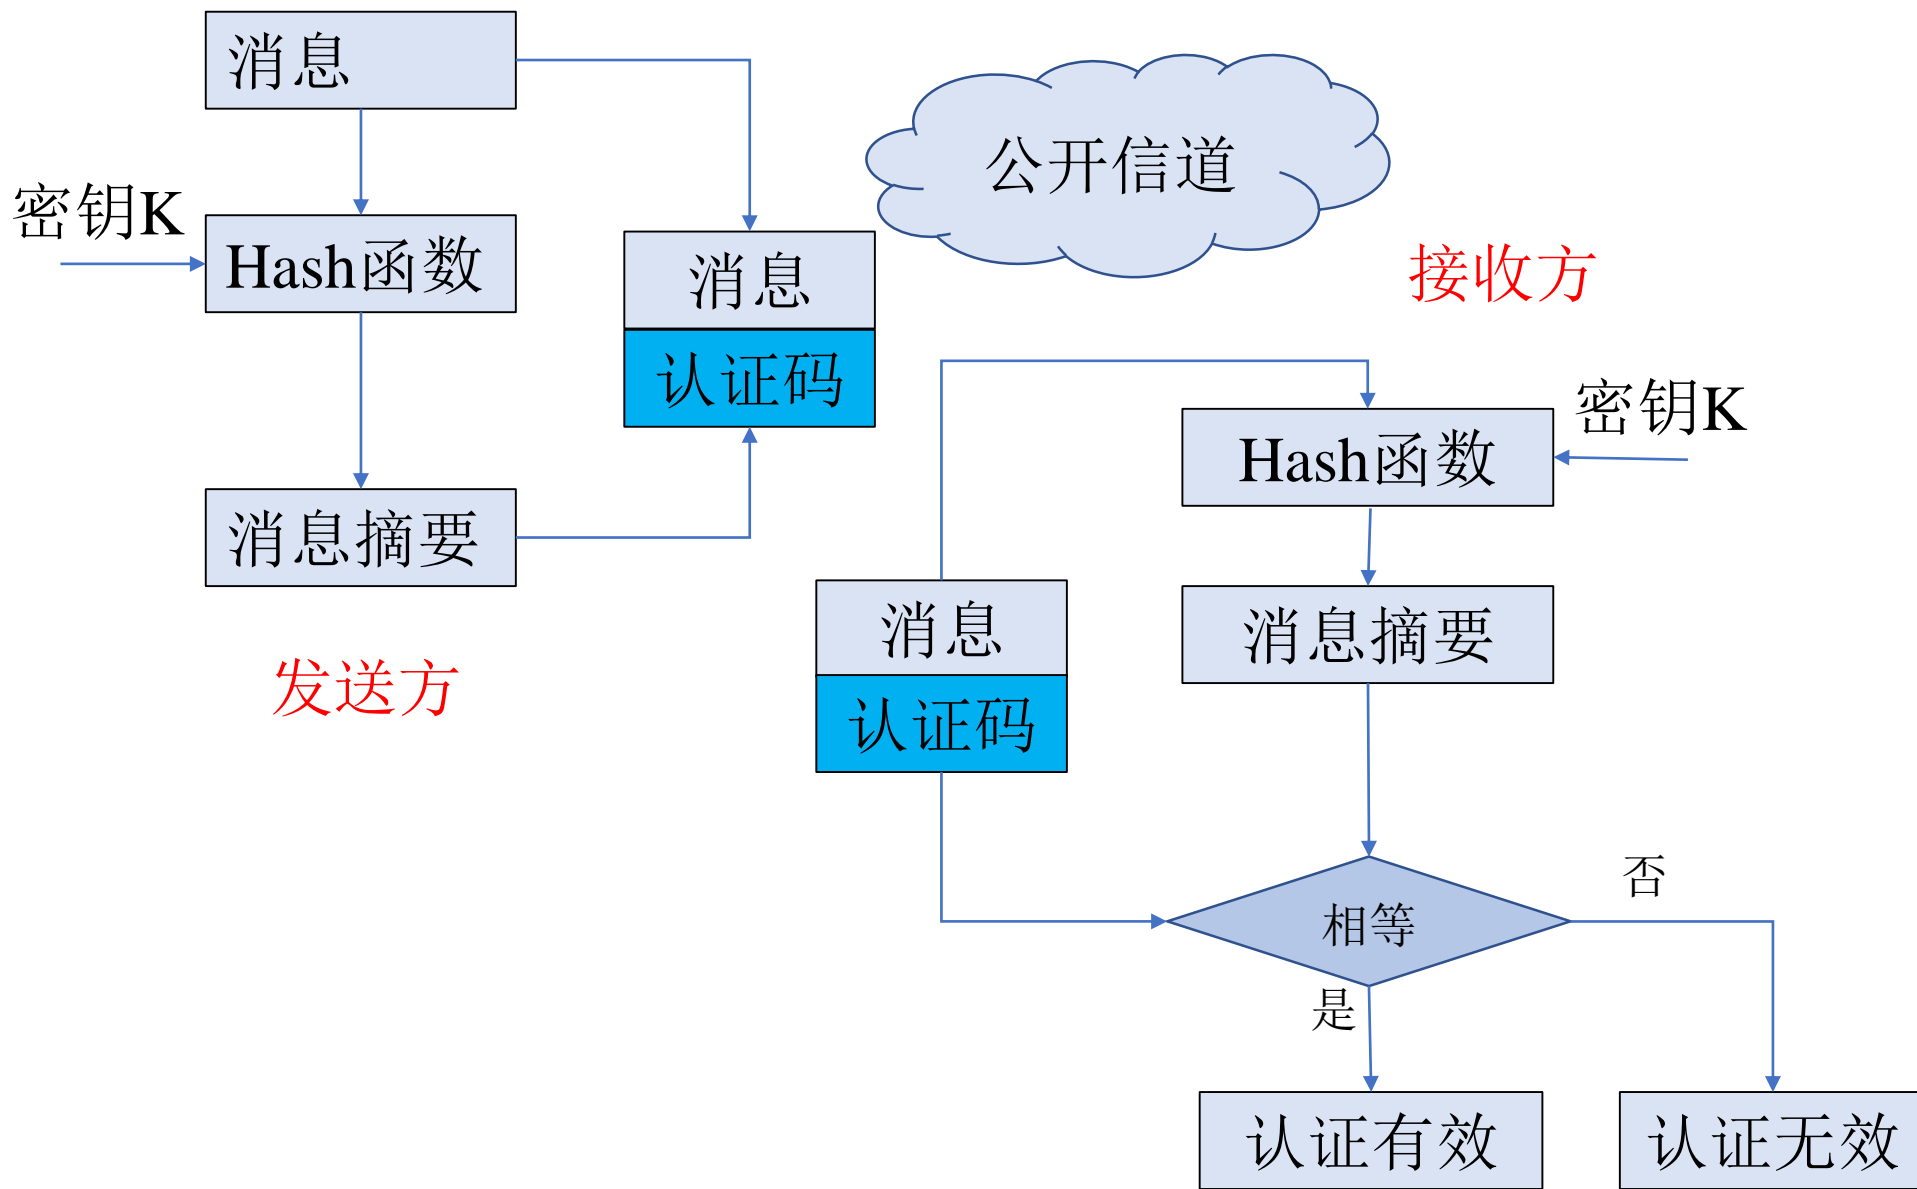 消息
密钥K
Hash函数
消息摘要
发送方
消息
认证码
公开信道
接收方
密钥K
Hash函数
消息摘要
消息
认证码
相等
否
是
认证有效
认证无效